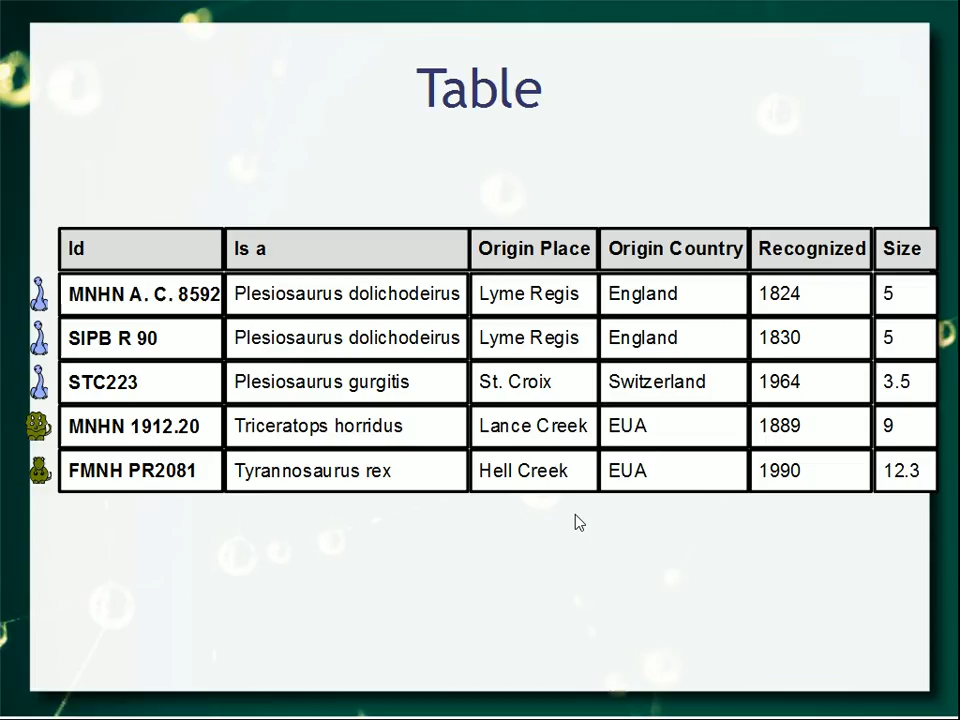 Table
Id Is a Origin Place Origin Country Recognized Size
MNHN A. C. 8592 Plesiosaurus dolichodeirus Lyme Regis England 1824 5
SIPB R 90 Plesiosaurus dolichodeirus Lyme Regis England 1830 5
STC223 Plesiosaurus gurgitis St. Croix Switzerland 1964 3.5
MNHN 1912.20 Triceratops horridus Lance Creek EUA 1889 9
FMNH PR2081 Tyrannosaurus rex Hell Creek EUA 1990 12.3